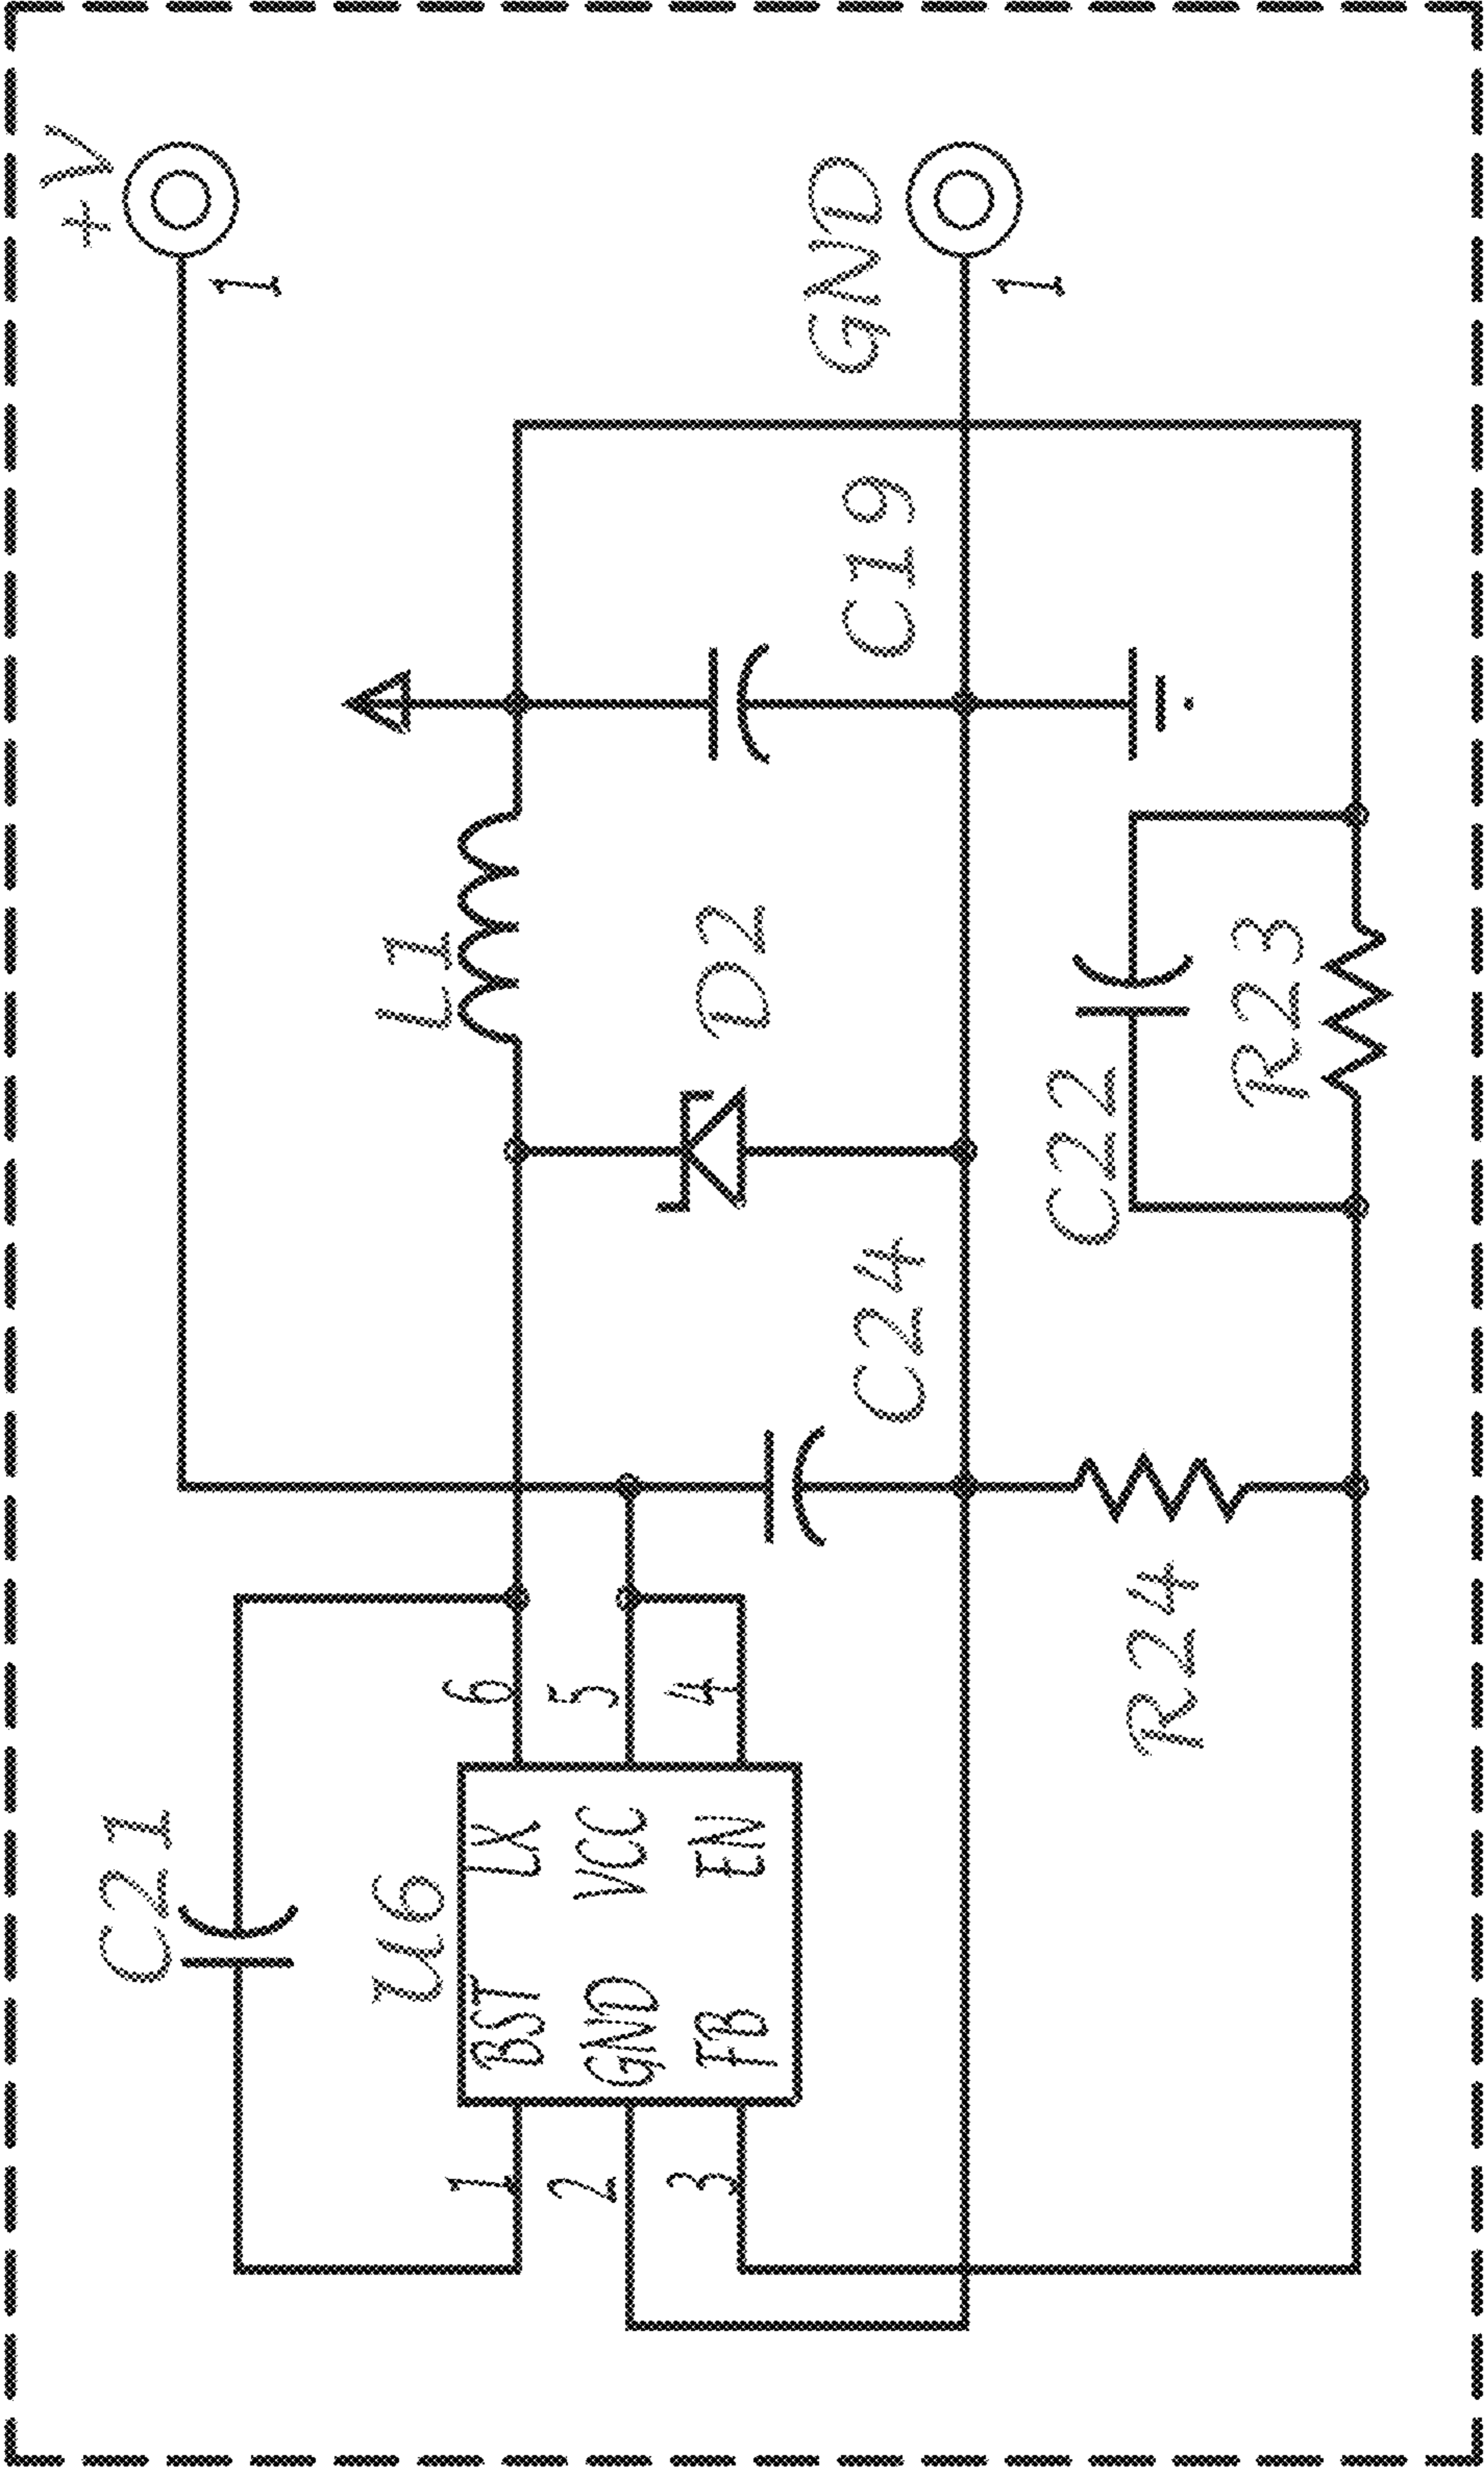 +V
C21
1
U6
L1
1 BST LX 6
2 GND VCC 5
3 FB EN 4
D2
GND
C24
C19
1
C22
R24
R23